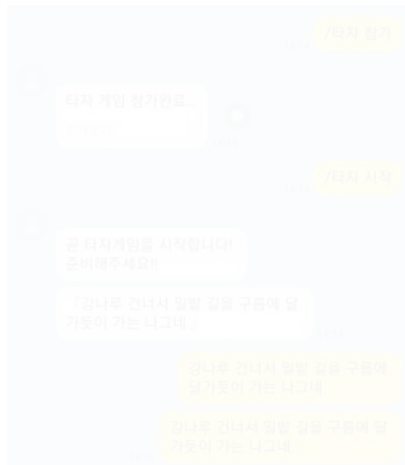 /타자 참가
타자 게임 참가완료..
/타자 시작
곧 타자게임을 시작합니다!
준비해주세요!!
『강나루 건너서 밀밭 길을 구름에 달
가듯이 가는 나그네』
강나루 건너서 밀밭 길을 구름에
달가듯이 가는 나그네
강나루 건너서 밀밭 길을 구름에 달
가듯이 가는 나그네